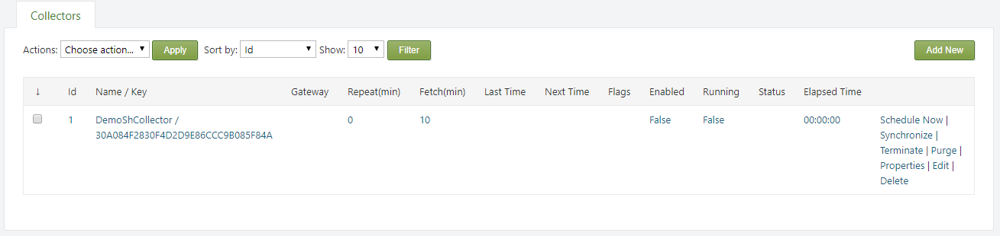 Collectors
Actions: Choose action... Apply Sort by: Id Show: 10 Filter Add New
↓ Id Name / Key Gateway Repeat(min) Fetch(min) Last Time Next Time Flags Enabled Running Status Elapsed Time
1 DemoShCollector / 0 10 False False 00:00:00 Schedule Now |
30A084F2830F4D2D9E86CCC9B085F84A Synchronize |
Terminate | Purge |
Properties | Edit |
Delete